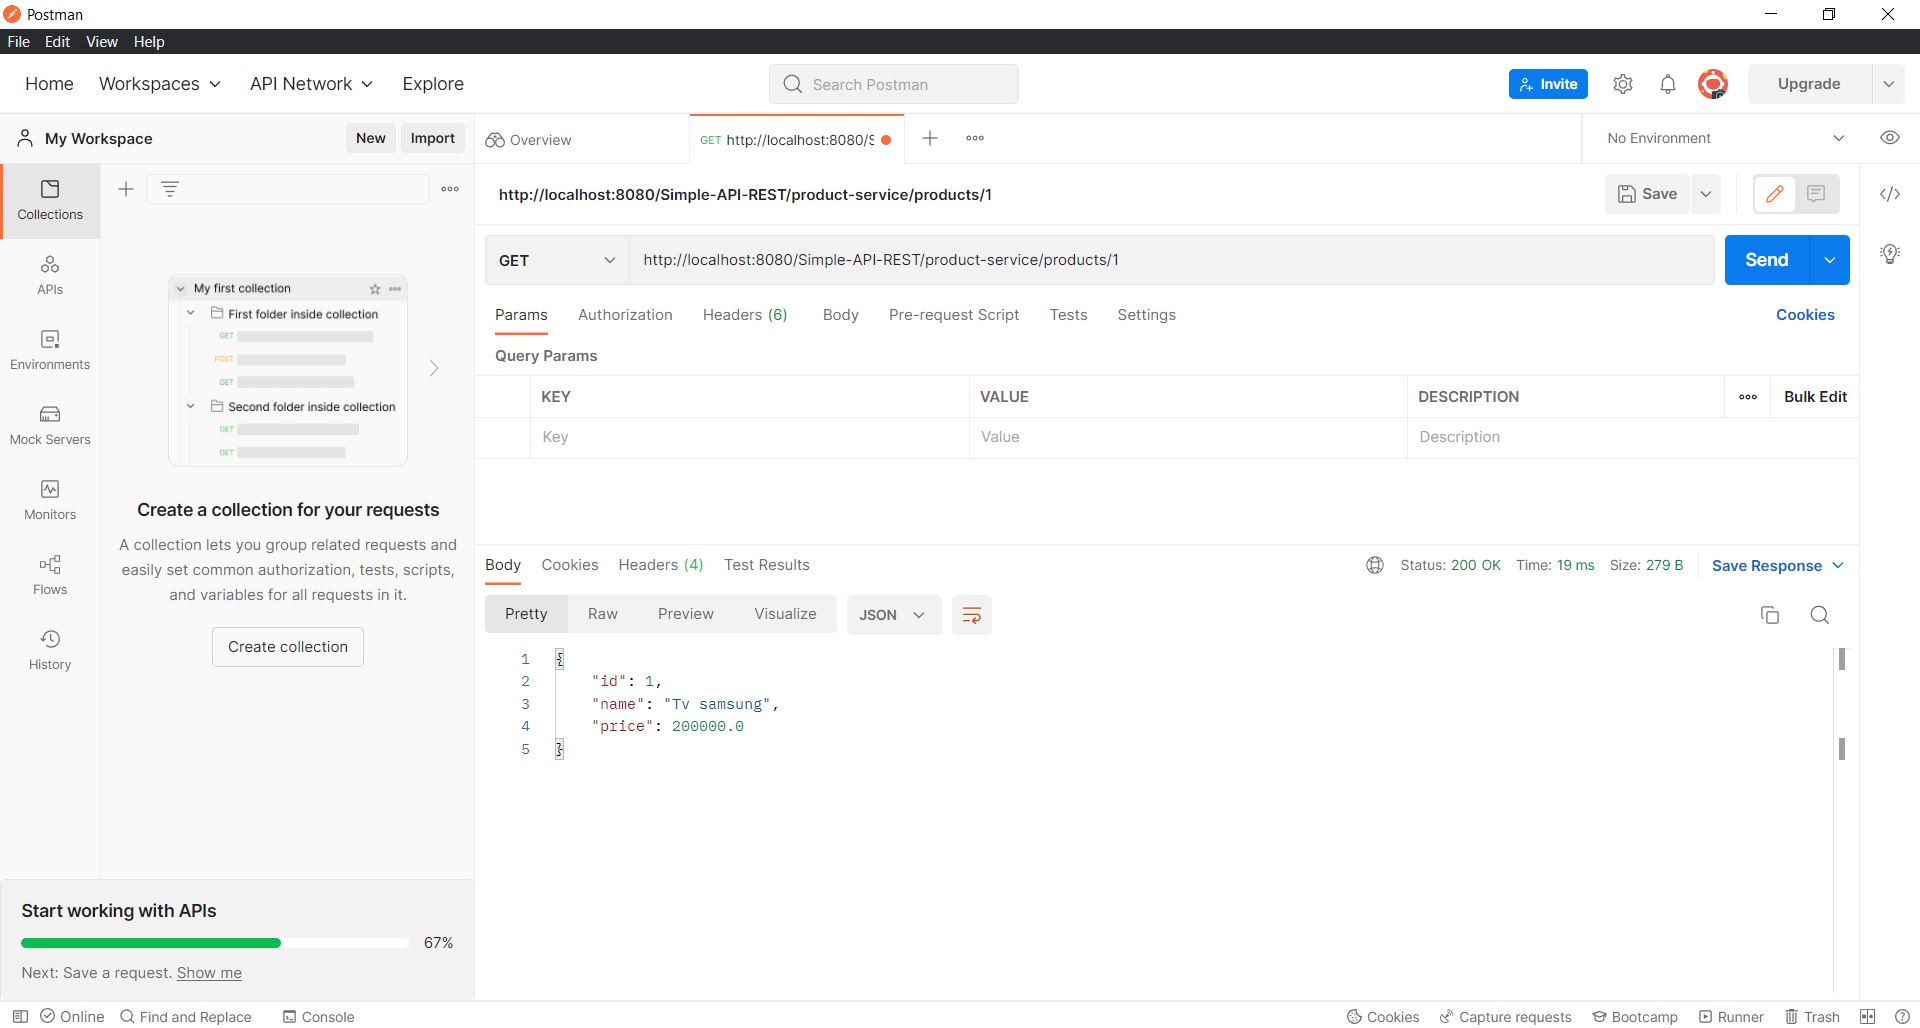 Postman
File Edit View Help
Home Workspaces API Network Explore
Search Postman
Invite
Upgrade
My Workspace
New
Import
Overview
GET http://localhost:8080/S
No Environment
Collections
APIs
Environments
Mock Servers
Monitors
Flows
History
My first collection
First folder inside collection
GET
POST
GET
Second folder inside collection
GET
GET
Create a collection for your requests
A collection lets you group related requests and
easily set common authorization, tests, scripts,
and variables for all requests in it.
Create collection
Start working with APIs
67%
Next: Save a request. Show me
http://localhost:8080/Simple-API-REST/product-service/products/1
Save
GET http://localhost:8080/Simple-API-REST/product-service/products/1
Send
Params Authorization Headers (6) Body Pre-request Script Tests Settings
Cookies
Query Params
KEY VALUE DESCRIPTION
Bulk Edit
Key Value Description
Body Cookies Headers (4) Test Results
Status: 200 OK Time: 19 ms Size: 279 B
Save Response
Pretty Raw Preview Visualize
JSON
1 {
2 "id": 1,
3 "name": "Tv samsung",
4 "price": 200000.0
5 }
Online Find and Replace Console
Cookies Capture requests Bootcamp Runner Trash